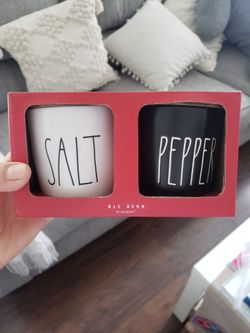 SALT
PEPPER
RAE DUNN.